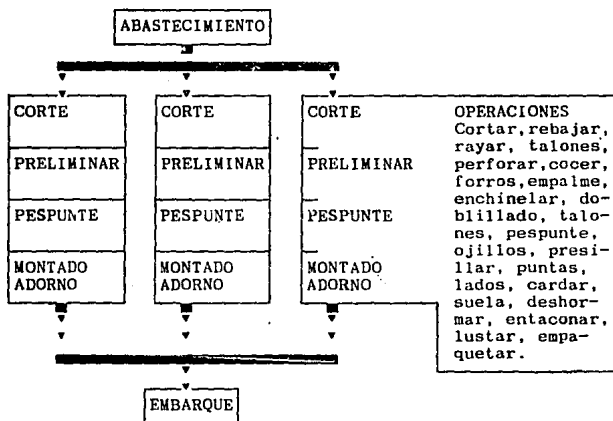 ABASTECIMIENTO
CORTE
PRELIMINAR
PESPUNTE
MONTADO
ADORNO
CORTE
PRELIMINAR
PESPUNTE
MONTADO
ADORNO
CORTE
PRELIMINAR
PESPUNTE
MONTADO
ADORNO
OPERACIONES
Cortar,rebajar,
rayar, talones,
perforar,cocer,
forros,empalme,
enchinelar, do-
blillado, talo-
nes, pespunte,
ojillos, presi-
llar, puntas,
lados, cardar,
suela, deshor-
mar, entaconar,
lustar, empa-
quetar.
EMBARQUE